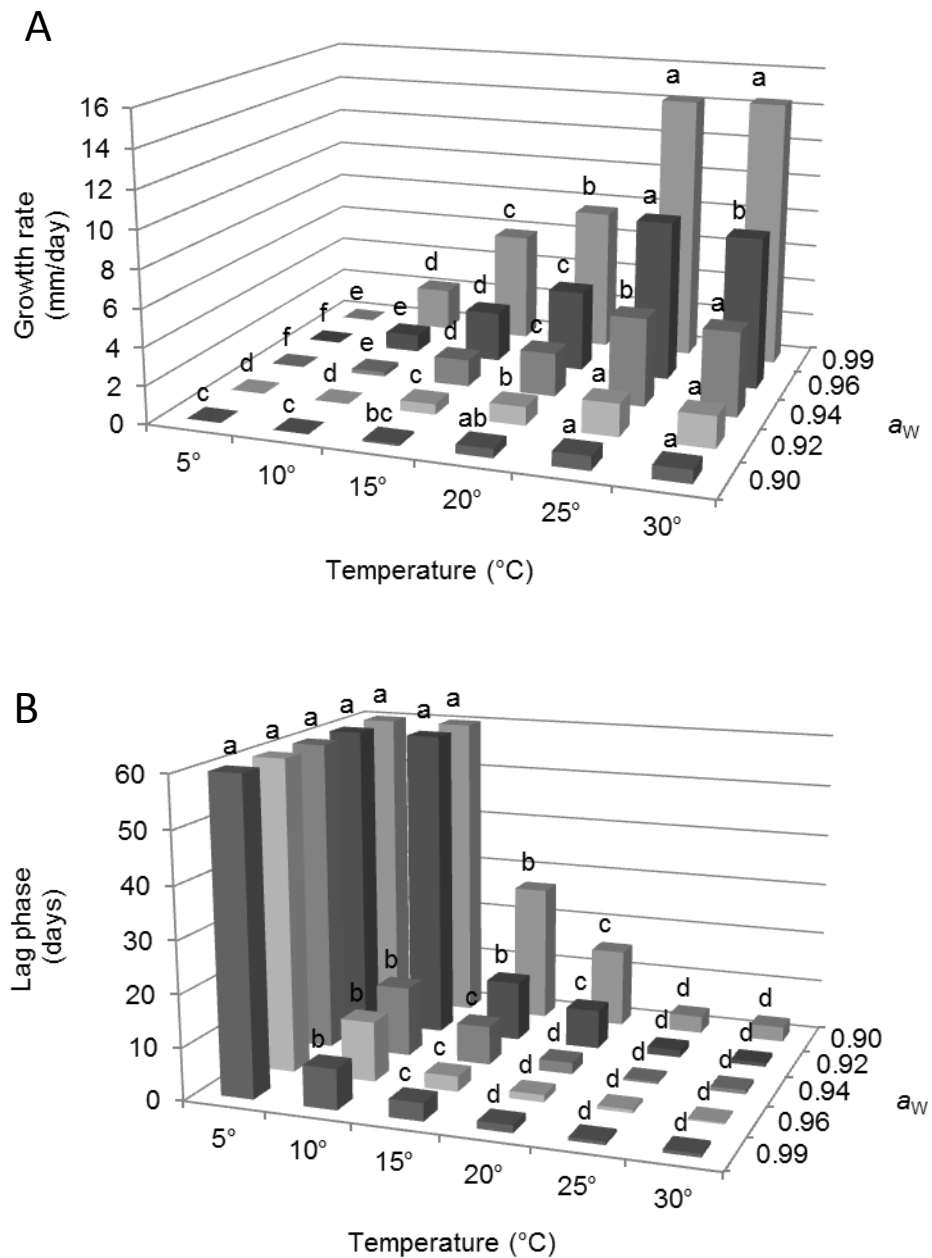 A
16
14
12
10
8
6
4
2
0
Growtth rate
(mm/day)
a a
b a b
c c b a
d d c a
e e d b a
f e c a
f d b
d c ab a
c c bc a
d
5° 10° 15° 20° 25° 30°
0.99
0.96
0.94
0.92
0.90
aW
Temperature (°C)
B
60
50
40
30
20
10
0
Lag phase
(days)
a a a a a a a
b c d d
b b c d d
b c d d d
b c d d d
5° 10° 15° 20° 25° 30°
0.90
0.92
0.94
0.96
0.99
aW
Temperature (°C)